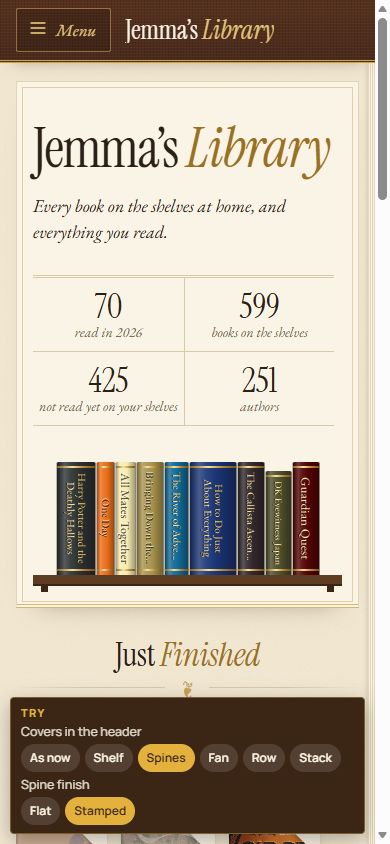 Menu
Jemma's Library
Jemma's Library
Every book on the shelves at home, and
everything you read.
70
read in 2026
599
books on the shelves
425
not read yet on your shelves
251
authors
Harry Potter and the
Deathly Hallows
One Day
All Mates Together
Bringing Down the...
The River of Adve...
How to Do Just
About Everything
The Callista Ascen...
DK Eyewitness Japan
Guardian Quest
Just Finished
TRY
Covers in the header
As now
Shelf
Spines
Fan
Row
Stack
Spine finish
Flat
Stamped